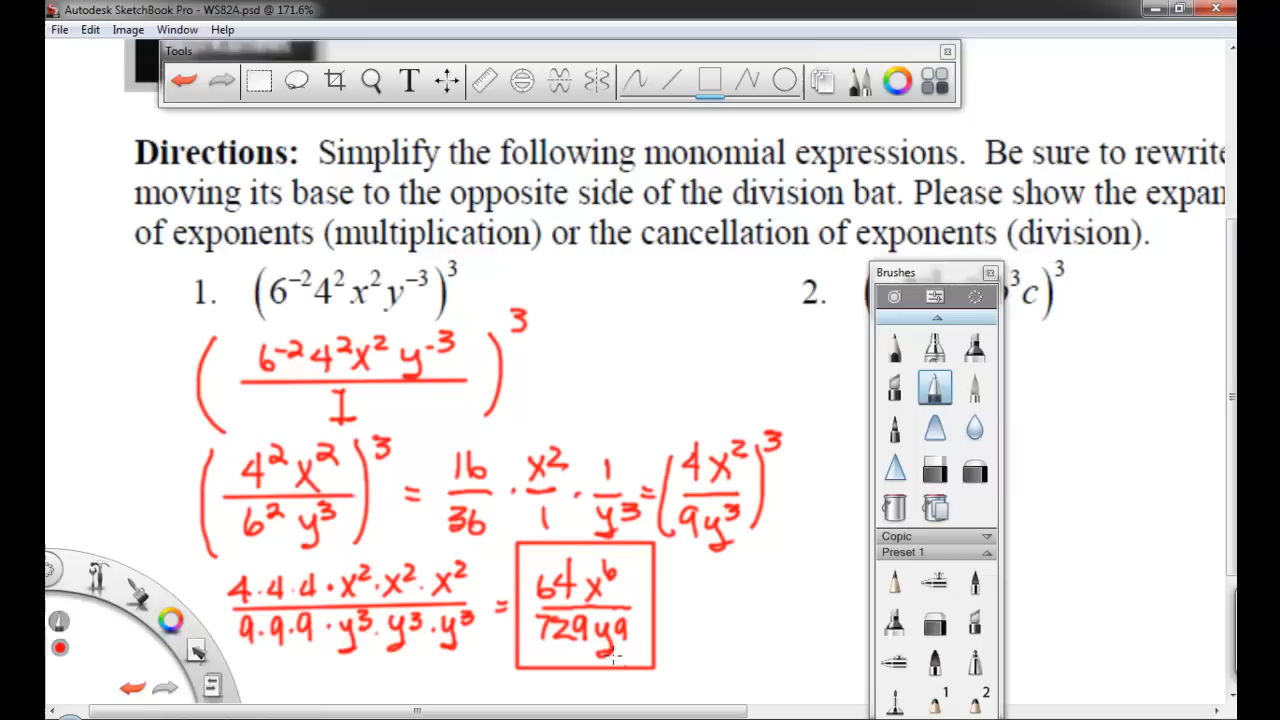 Autodesk SketchBook Pro - WS82A.psd @ 171.6%
File Edit Image Window Help
Tools
Directions: Simplify the following monomial expressions. Be sure to rewrite
moving its base to the opposite side of the division bat. Please show the expan
of exponents (multiplication) or the cancellation of exponents (division).
1. (6⁻²4²x²y⁻³)³
2. ( ³c)³
(6⁻²4²x²y⁻³ / 1)³
(4²x² / 6²y³)³ = 16/36 · x²/1 · 1/y³ = (4x²/9y³)³
4·4·4·x²·x²·x² / 9·9·9·y³·y³·y³ = 64x⁶ / 729y⁹
Brushes
Copic
Preset 1
1 2